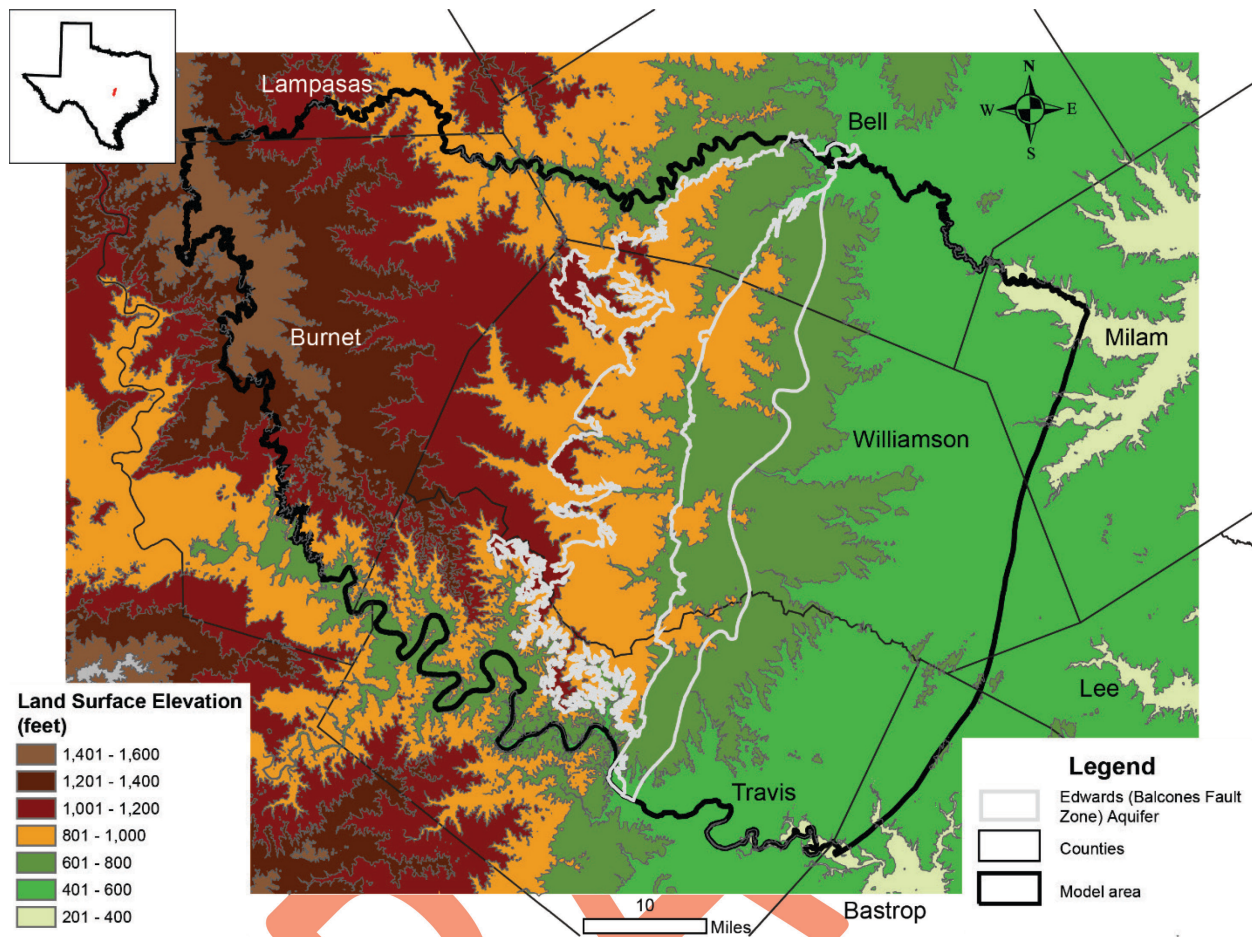 Lampasas
N
W E
S
Bell
Burnet
Milam
Williamson
Lee
Travis
Bastrop
Land Surface Elevation
(feet)
1,401 - 1,600
1,201 - 1,400
1,001 - 1,200
801 - 1,000
601 - 800
401 - 600
201 - 400
10
Miles
Legend
Edwards (Balcones Fault
Zone) Aquifer
Counties
Model area